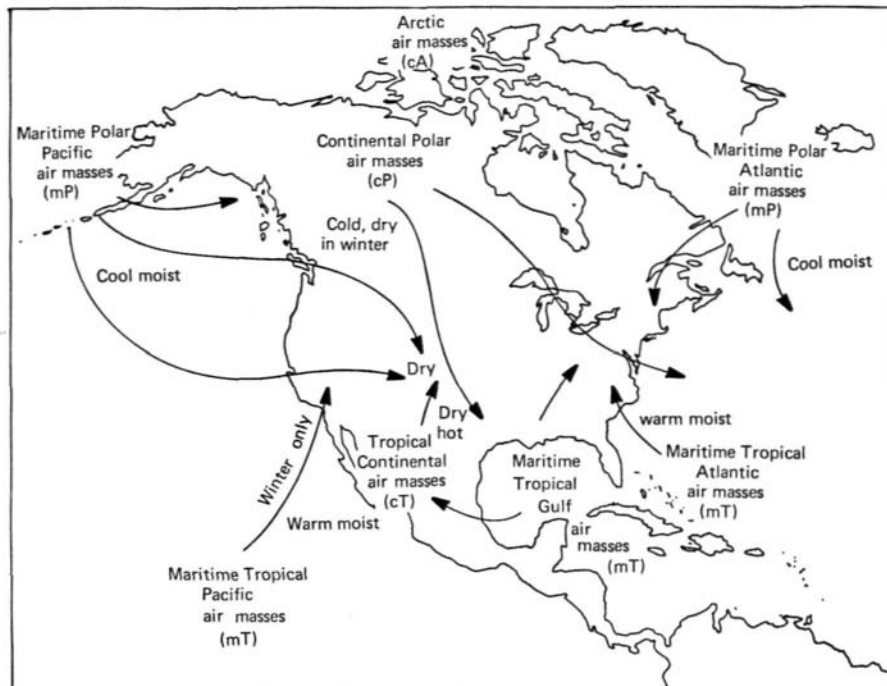 Arctic
air masses
(cA)
Maritime Polar
Pacific
air masses
(mP)
Continental Polar
air masses
(cP)
Maritime Polar
Atlantic
air masses
(mP)
Cold, dry
in winter
Cool moist
Cool moist
Dry
Dry
hot
warm moist
Winter only
Tropical
Continental
air masses
(cT)
Maritime
Tropical
Gulf
air
masses
(mT)
Maritime Tropical
Atlantic
air masses
(mT)
Warm moist
Maritime Tropical
Pacific
air masses
(mT)